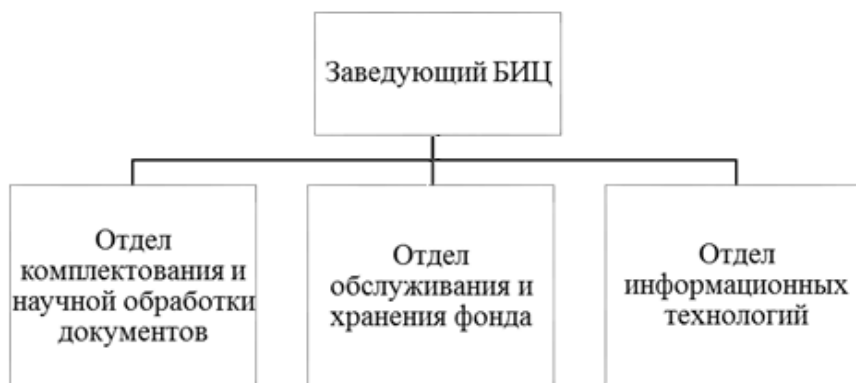 Заведующий БИЦ
Отдел
комплектования и
научной обработки
документов
Отдел
обслуживания и
хранения фонда
Отдел
информационных
технологий